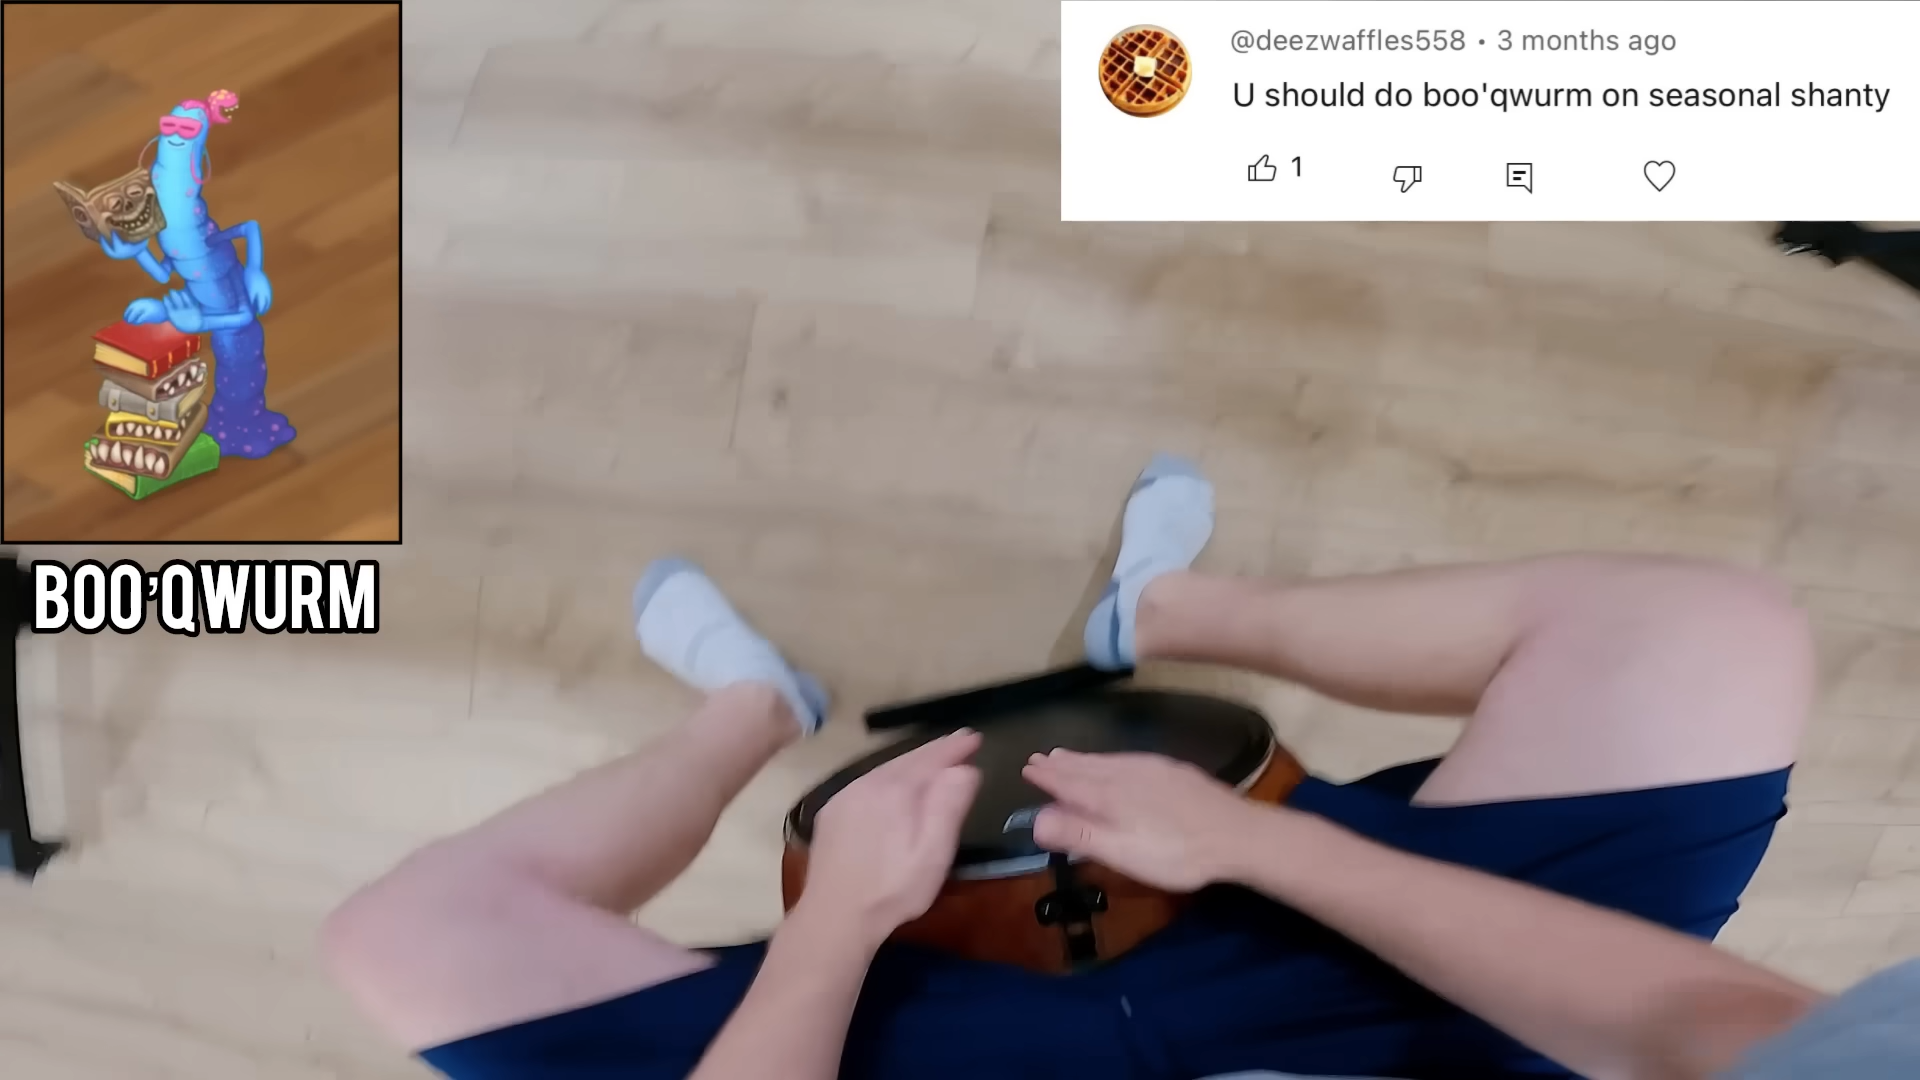 @deezwaffles558 • 3 months ago
U should do boo'qwurm on seasonal shanty
1
BOO'QWURM